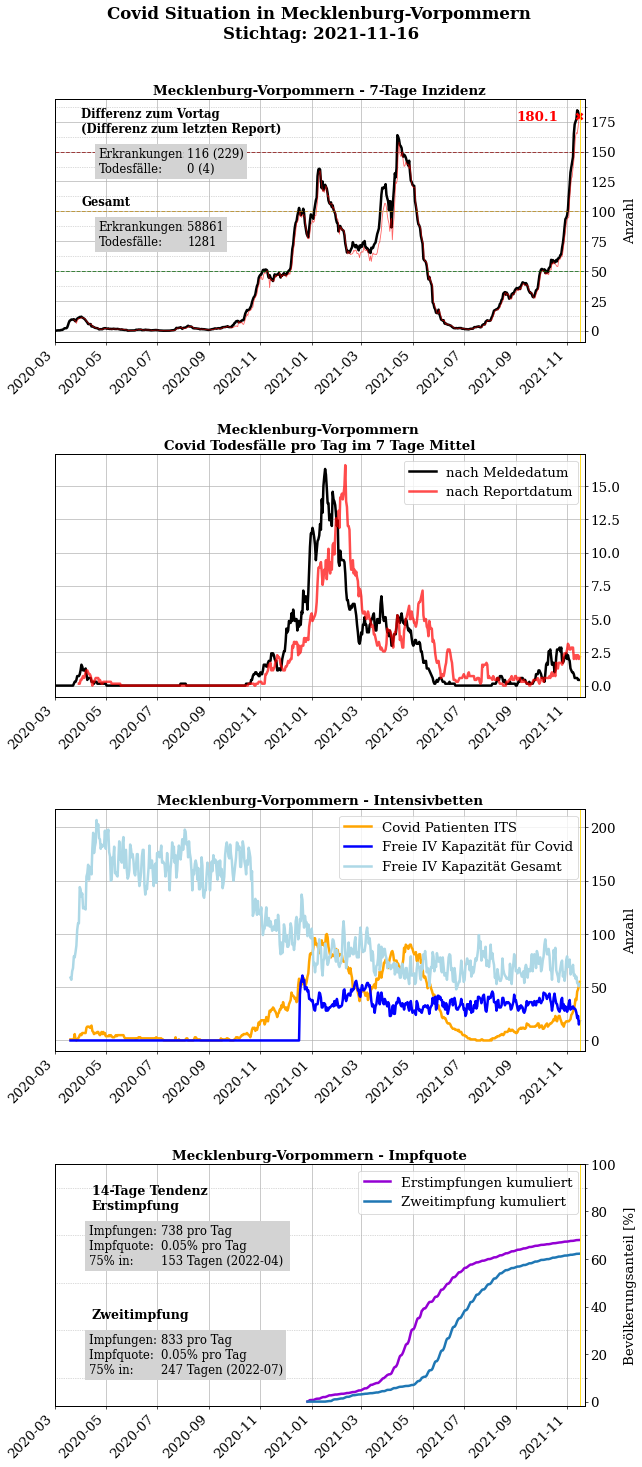 Covid Situation in Mecklenburg-Vorpommern
Stichtag: 2021-11-16
Mecklenburg-Vorpommern - 7-Tage Inzidenz
Differenz zum Vortag
(Differenz zum letzten Report)
Erkrankungen 116 (229)
Todesfälle: 0 (4)
Gesamt
Erkrankungen 58861
Todesfälle: 1281
180.1
175
150
125
100
75
50
25
0
Anzahl
2020-03
2020-05
2020-07
2020-09
2020-11
2021-01
2021-03
2021-05
2021-07
2021-09
2021-11
Mecklenburg-Vorpommern
Covid Todesfälle pro Tag im 7 Tage Mittel
nach Meldedatum
nach Reportdatum
15.0
12.5
10.0
7.5
5.0
2.5
0.0
2020-03
2020-05
2020-07
2020-09
2020-11
2021-01
2021-03
2021-05
2021-07
2021-09
2021-11
Mecklenburg-Vorpommern - Intensivbetten
Covid Patienten ITS
Freie IV Kapazität für Covid
Freie IV Kapazität Gesamt
200
150
100
50
0
Anzahl
2020-03
2020-05
2020-07
2020-09
2020-11
2021-01
2021-03
2021-05
2021-07
2021-09
2021-11
Mecklenburg-Vorpommern - Impfquote
14-Tage Tendenz
Erstimpfung
Impfungen: 738 pro Tag
Impfquote: 0.05% pro Tag
75% in: 153 Tagen (2022-04)
Zweitimpfung
Impfungen: 833 pro Tag
Impfquote: 0.05% pro Tag
75% in: 247 Tagen (2022-07)
Erstimpfungen kumuliert
Zweitimpfung kumuliert
100
80
60
40
20
0
Bevölkerungsanteil [%]
2020-03
2020-05
2020-07
2020-09
2020-11
2021-01
2021-03
2021-05
2021-07
2021-09
2021-11